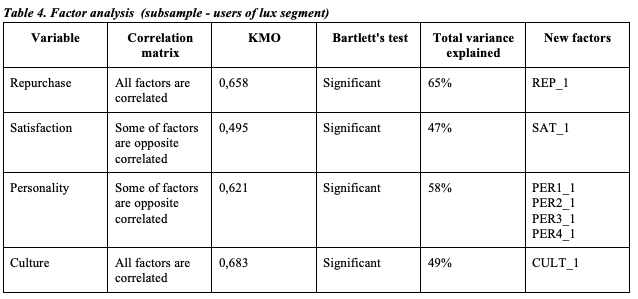 Table 4. Factor analysis (subsample - users of lux segment)
Variable Correlation matrix KMO Bartlett's test Total variance explained New factors
Repurchase All factors are correlated 0,658 Significant 65% REP_1
Satisfaction Some of factors are opposite correlated 0,495 Significant 47% SAT_1
Personality Some of factors are opposite correlated 0,621 Significant 58% PER1_1 PER2_1 PER3_1 PER4_1
Culture All factors are correlated 0,683 Significant 49% CULT_1